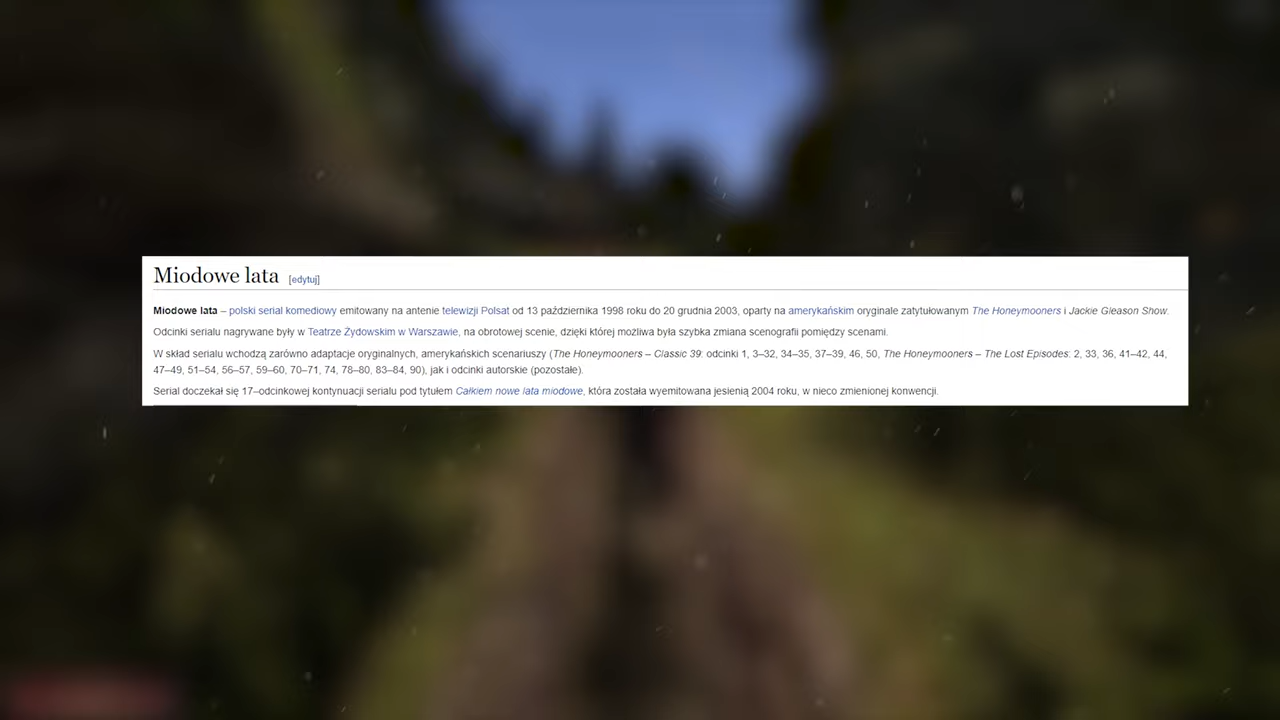 Miodowe lata [edytuj]
Miodowe lata – polski serial komediowy emitowany na antenie telewizji Polsat od 13 października 1998 roku do 20 grudnia 2003, oparty na amerykańskim oryginale zatytułowanym The Honeymooners i Jackie Gleason Show.
Odcinki serialu nagrywane były w Teatrze Żydowskim w Warszawie, na obrotowej scenie, dzięki której możliwa była szybka zmiana scenografii pomiędzy scenami.
W skład serialu wchodzą zarówno adaptacje oryginalnych, amerykańskich scenariuszy (The Honeymooners – Classic 39: odcinki 1, 3–32, 34–35, 37–39, 46, 50, The Honeymooners – The Lost Episodes: 2, 33, 36, 41–42, 44,
47–49, 51–54, 56–57, 59–60, 70–71, 74, 78–80, 83–84, 90), jak i odcinki autorskie (pozostałe).
Serial doczekał się 17–odcinkowej kontynuacji serialu pod tytułem Całkiem nowe lata miodowe, która została wyemitowana jesienią 2004 roku, w nieco zmienionej konwencji.